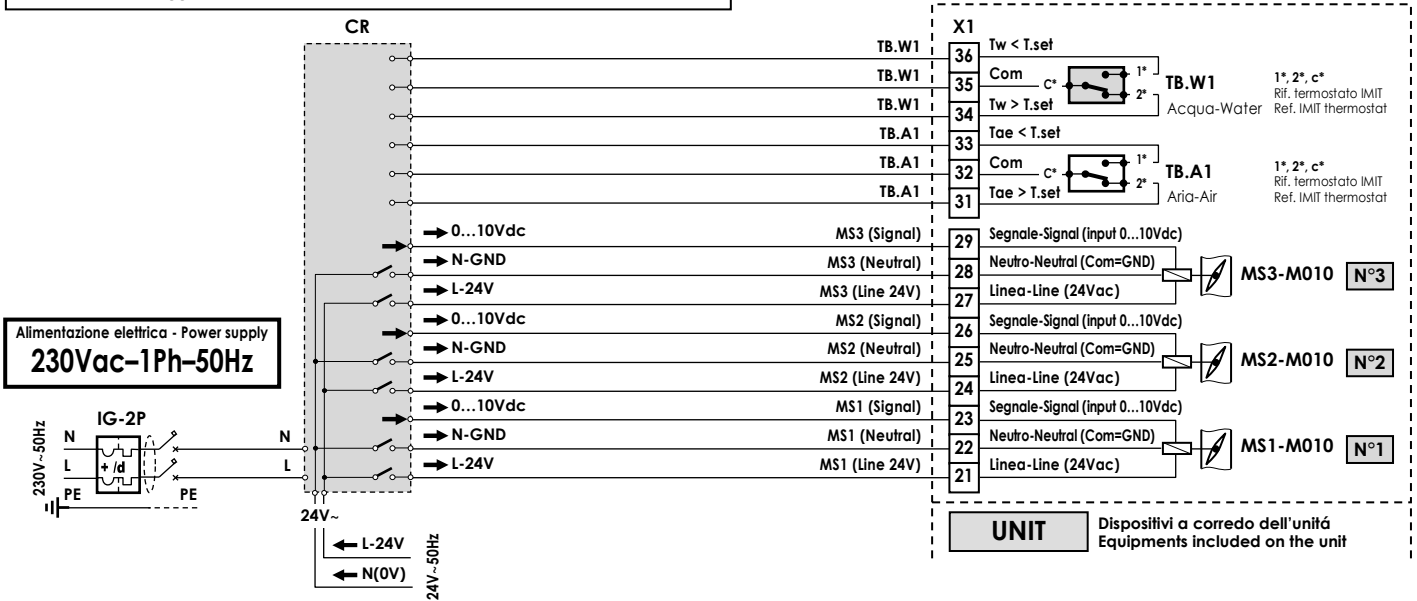 CR
X1
TB.W1
36
Tw < T.set
TB.W1
35
Com
C*
1*
2*
TB.W1
Acqua-Water
1*, 2*, c*
Rif. termostato IMIT
Ref. IMIT thermostat
TB.W1
34
Tw > T.set
TB.A1
33
Tae < T.set
TB.A1
32
Com
C*
1*
2*
TB.A1
Aria-Air
1*, 2*, c*
Rif. termostato IMIT
Ref. IMIT thermostat
TB.A1
31
Tae > T.set
0...10Vdc
MS3 (Signal)
29
Segnale-Signal (input 0...10Vdc)
N-GND
MS3 (Neutral)
28
Neutro-Neutral (Com=GND)
MS3-M010
N°3
L-24V
MS3 (Line 24V)
27
Linea-Line (24Vac)
0...10Vdc
MS2 (Signal)
26
Segnale-Signal (input 0...10Vdc)
N-GND
MS2 (Neutral)
25
Neutro-Neutral (Com=GND)
MS2-M010
N°2
L-24V
MS2 (Line 24V)
24
Linea-Line (24Vac)
0...10Vdc
MS1 (Signal)
23
Segnale-Signal (input 0...10Vdc)
N-GND
MS1 (Neutral)
22
Neutro-Neutral (Com=GND)
MS1-M010
N°1
L-24V
MS1 (Line 24V)
21
Linea-Line (24Vac)
Alimentazione elettrica - Power supply
230Vac–1Ph–50Hz
IG-2P
230V~50Hz
N
L
PE
+ /d
PE
N
L
24V~
L-24V
N(0V)
24V~50Hz
UNIT
Dispositivi a corredo dell'unitá
Equipments included on the unit